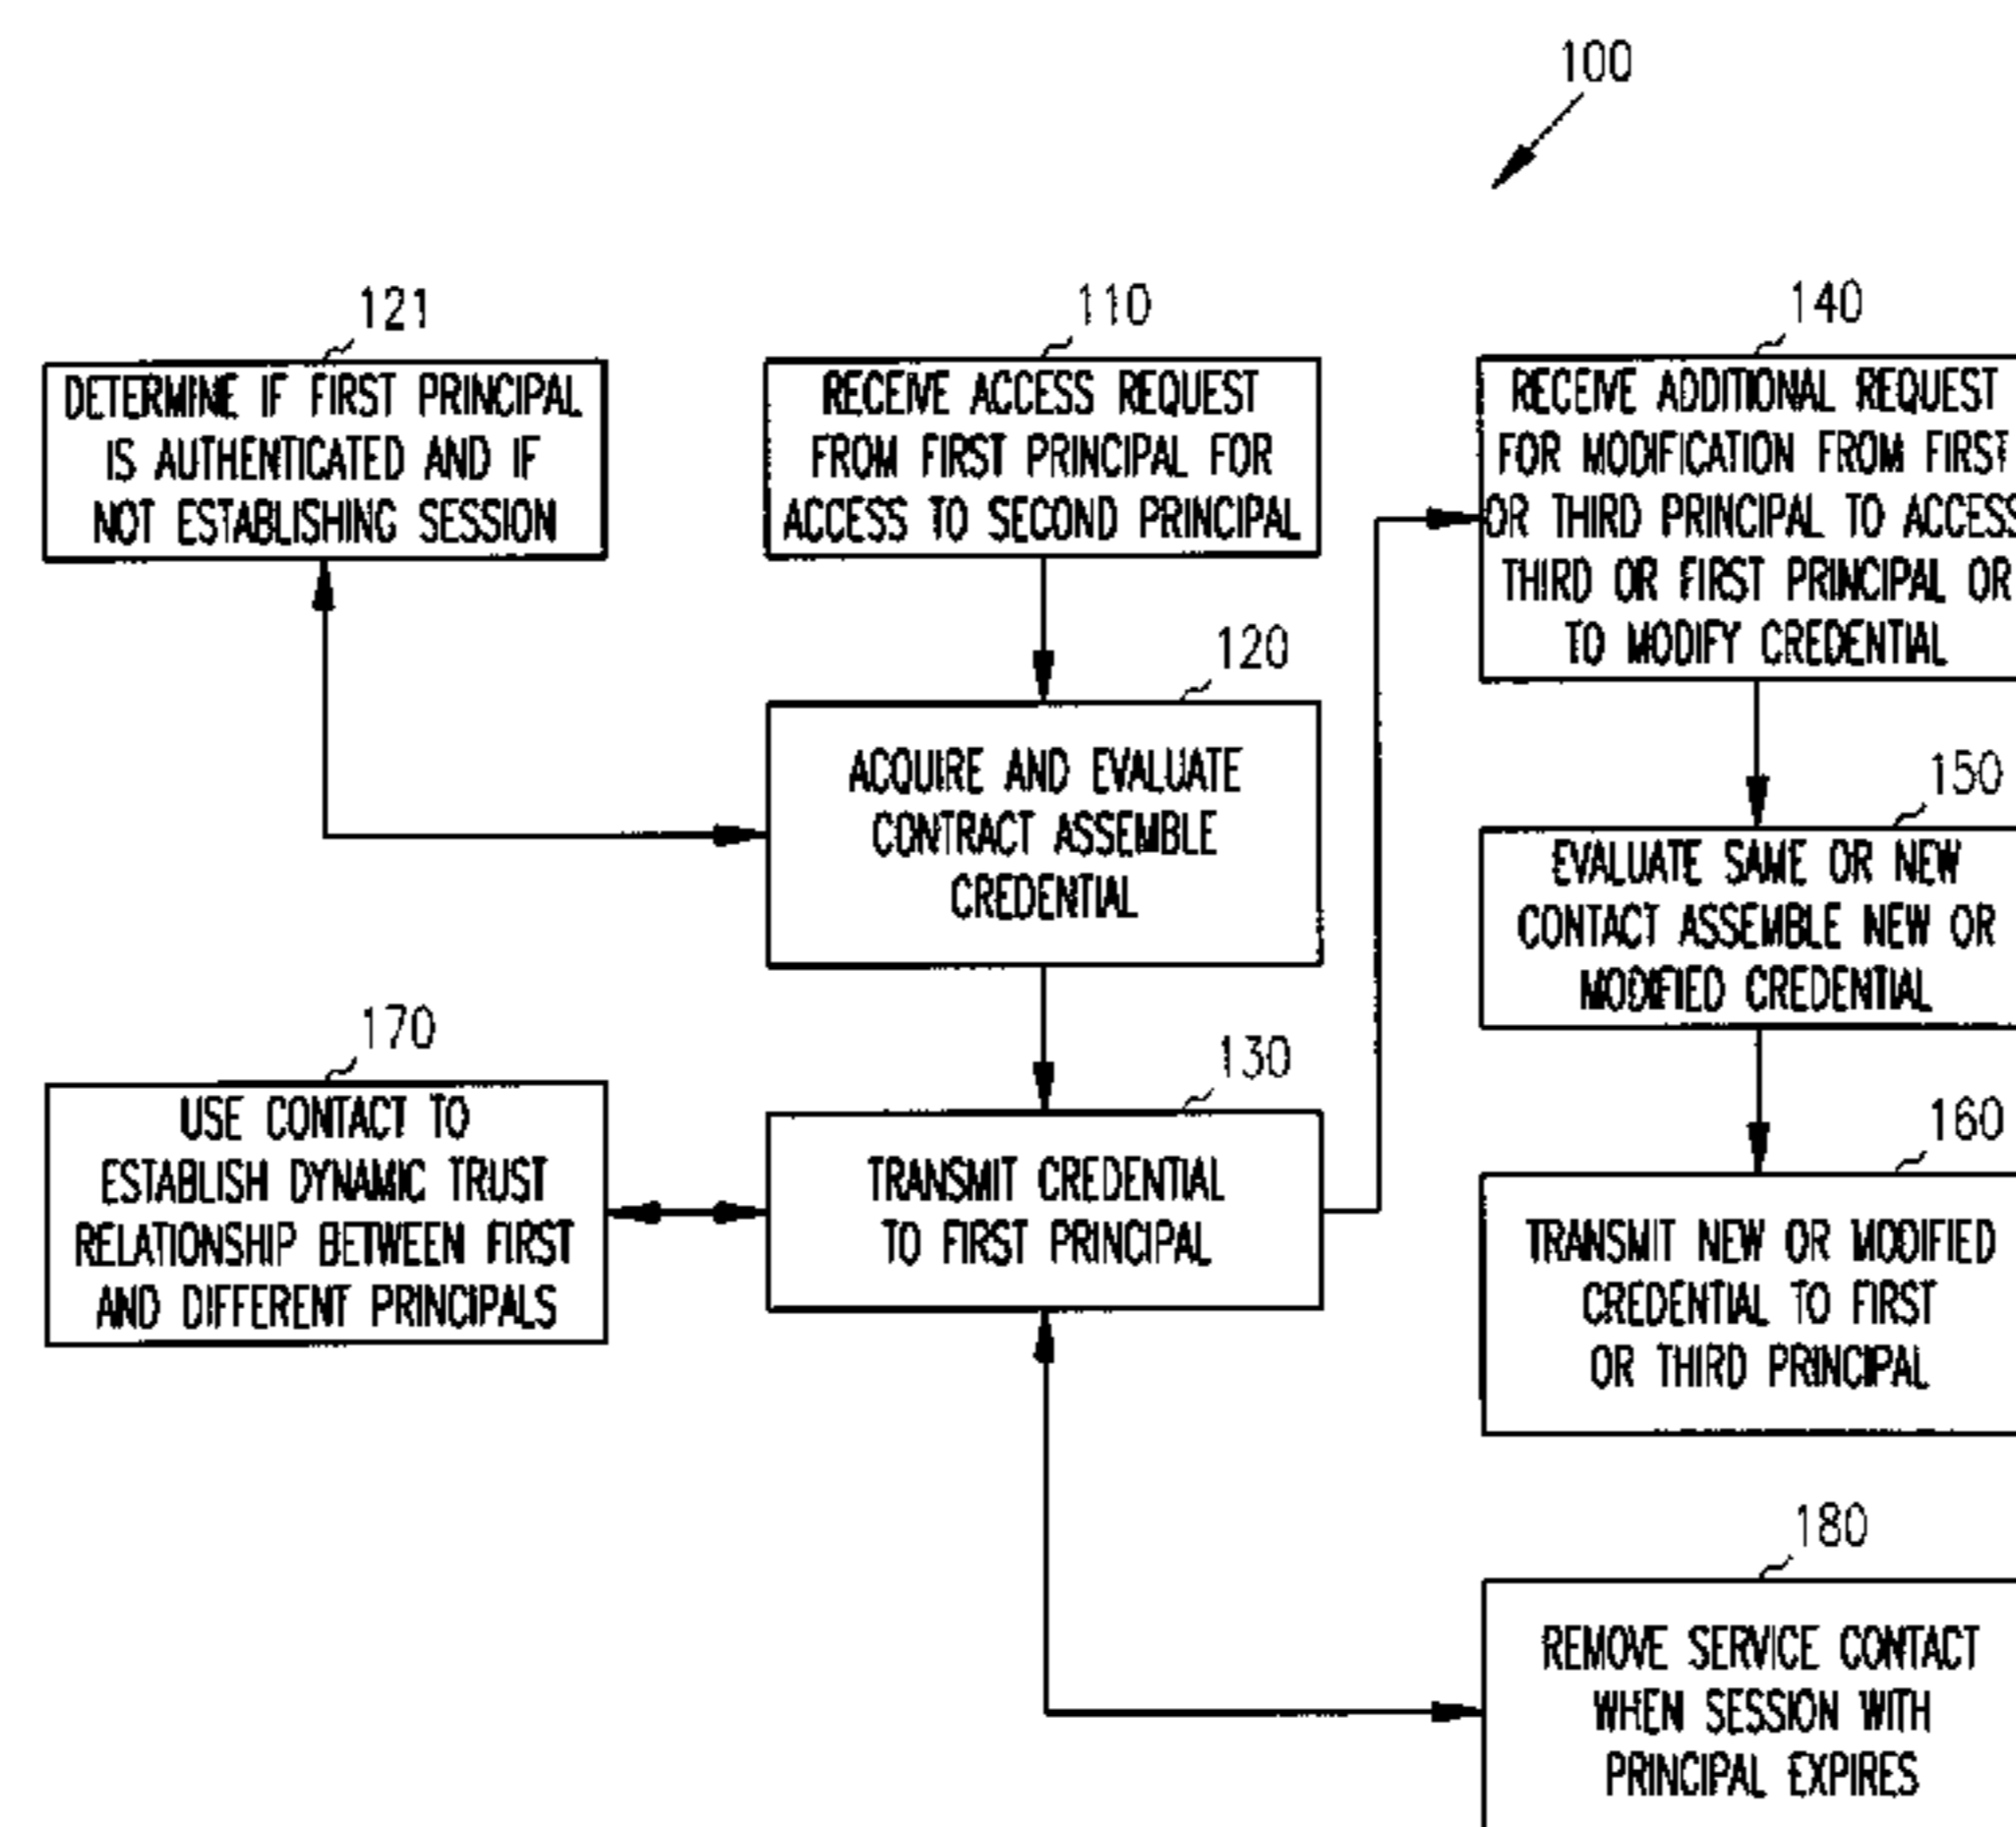 100
121
DETERMINE IF FIRST PRINCIPAL
IS AUTHENTICATED AND IF
NOT ESTABLISHING SESSION
110
RECEIVE ACCESS REQUEST
FROM FIRST PRINCIPAL FOR
ACCESS TO SECOND PRINCIPAL
140
RECEIVE ADDITIONAL REQUEST
FOR MODIFICATION FROM FIRST
OR THIRD PRINCIPAL TO ACCESS
THIRD OR FIRST PRINCIPAL OR
TO MODIFY CREDENTIAL
120
ACQUIRE AND EVALUATE
CONTRACT ASSEMBLE
CREDENTIAL
150
EVALUATE SAME OR NEW
CONTACT ASSEMBLE NEW OR
MODIFIED CREDENTIAL
170
USE CONTACT TO
ESTABLISH DYNAMIC TRUST
RELATIONSHIP BETWEEN FIRST
AND DIFFERENT PRINCIPALS
130
TRANSMIT CREDENTIAL
TO FIRST PRINCIPAL
160
TRANSMIT NEW OR MODIFIED
CREDENTIAL TO FIRST
OR THIRD PRINCIPAL
180
REMOVE SERVICE CONTACT
WHEN SESSION WITH
PRINCIPAL EXPIRES